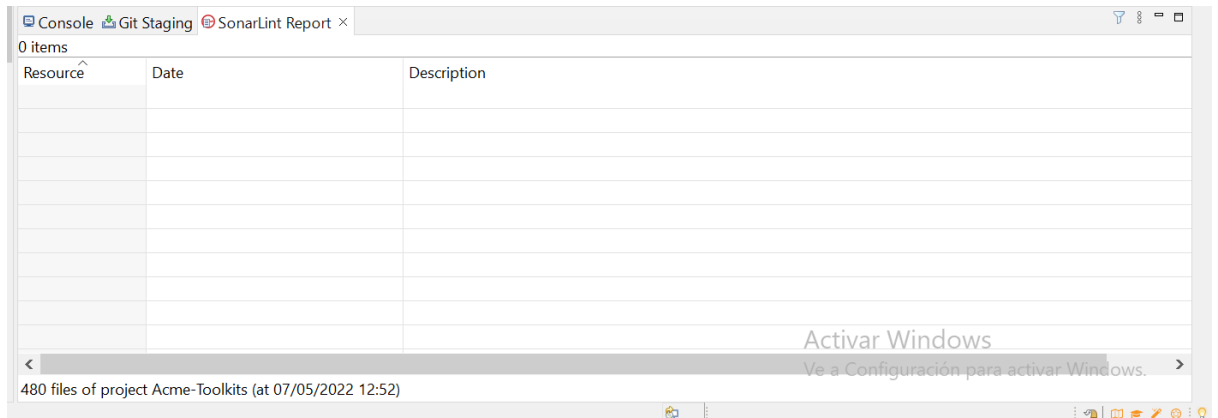 Console Git Staging SonarLint Report
0 items
Resource Date Description
Activar Windows
Ve a Configuración para activar Windows.
480 files of project Acme-Toolkits (at 07/05/2022 12:52)